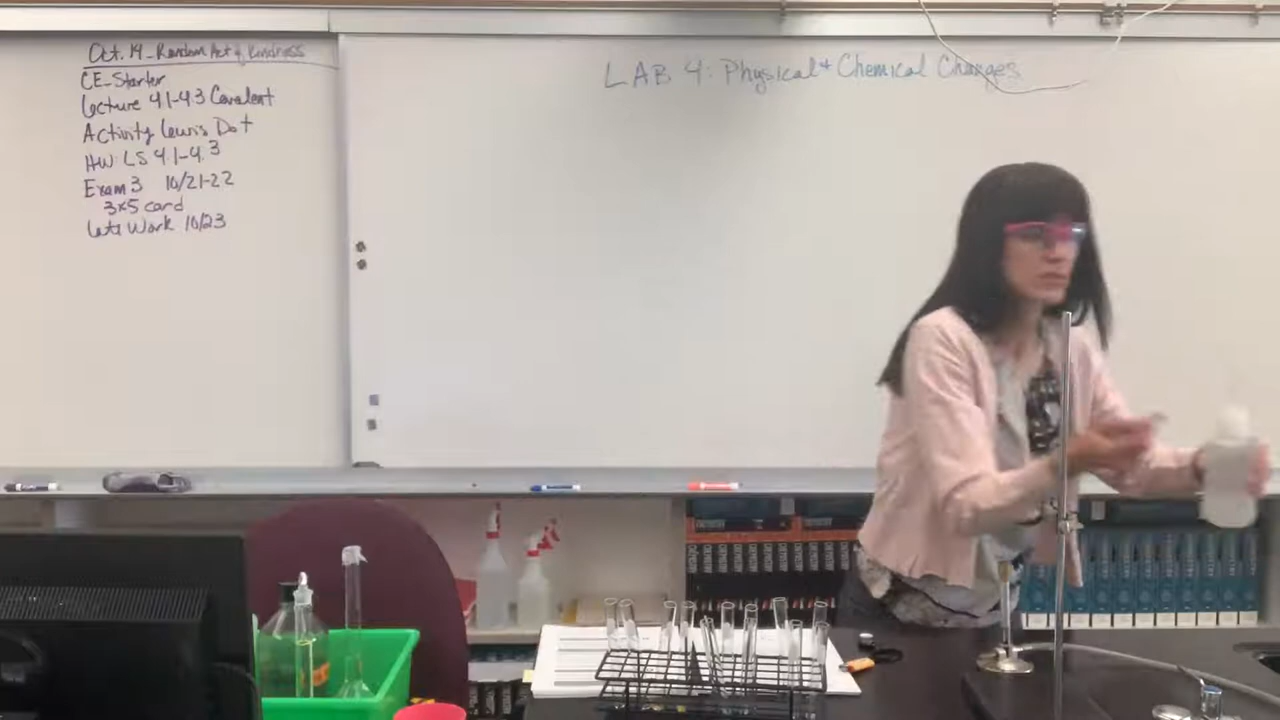 Oct. 14 - Random Act of Kindness
CE-Starter
Lecture 4.1-4.3 Covalent
Activity Lewis Dot
HW: LS 4.1-4.3
Exam 3 10/21-22
3x5 card
Late Work 10/23
LAB 4: Physical + Chemical Changes